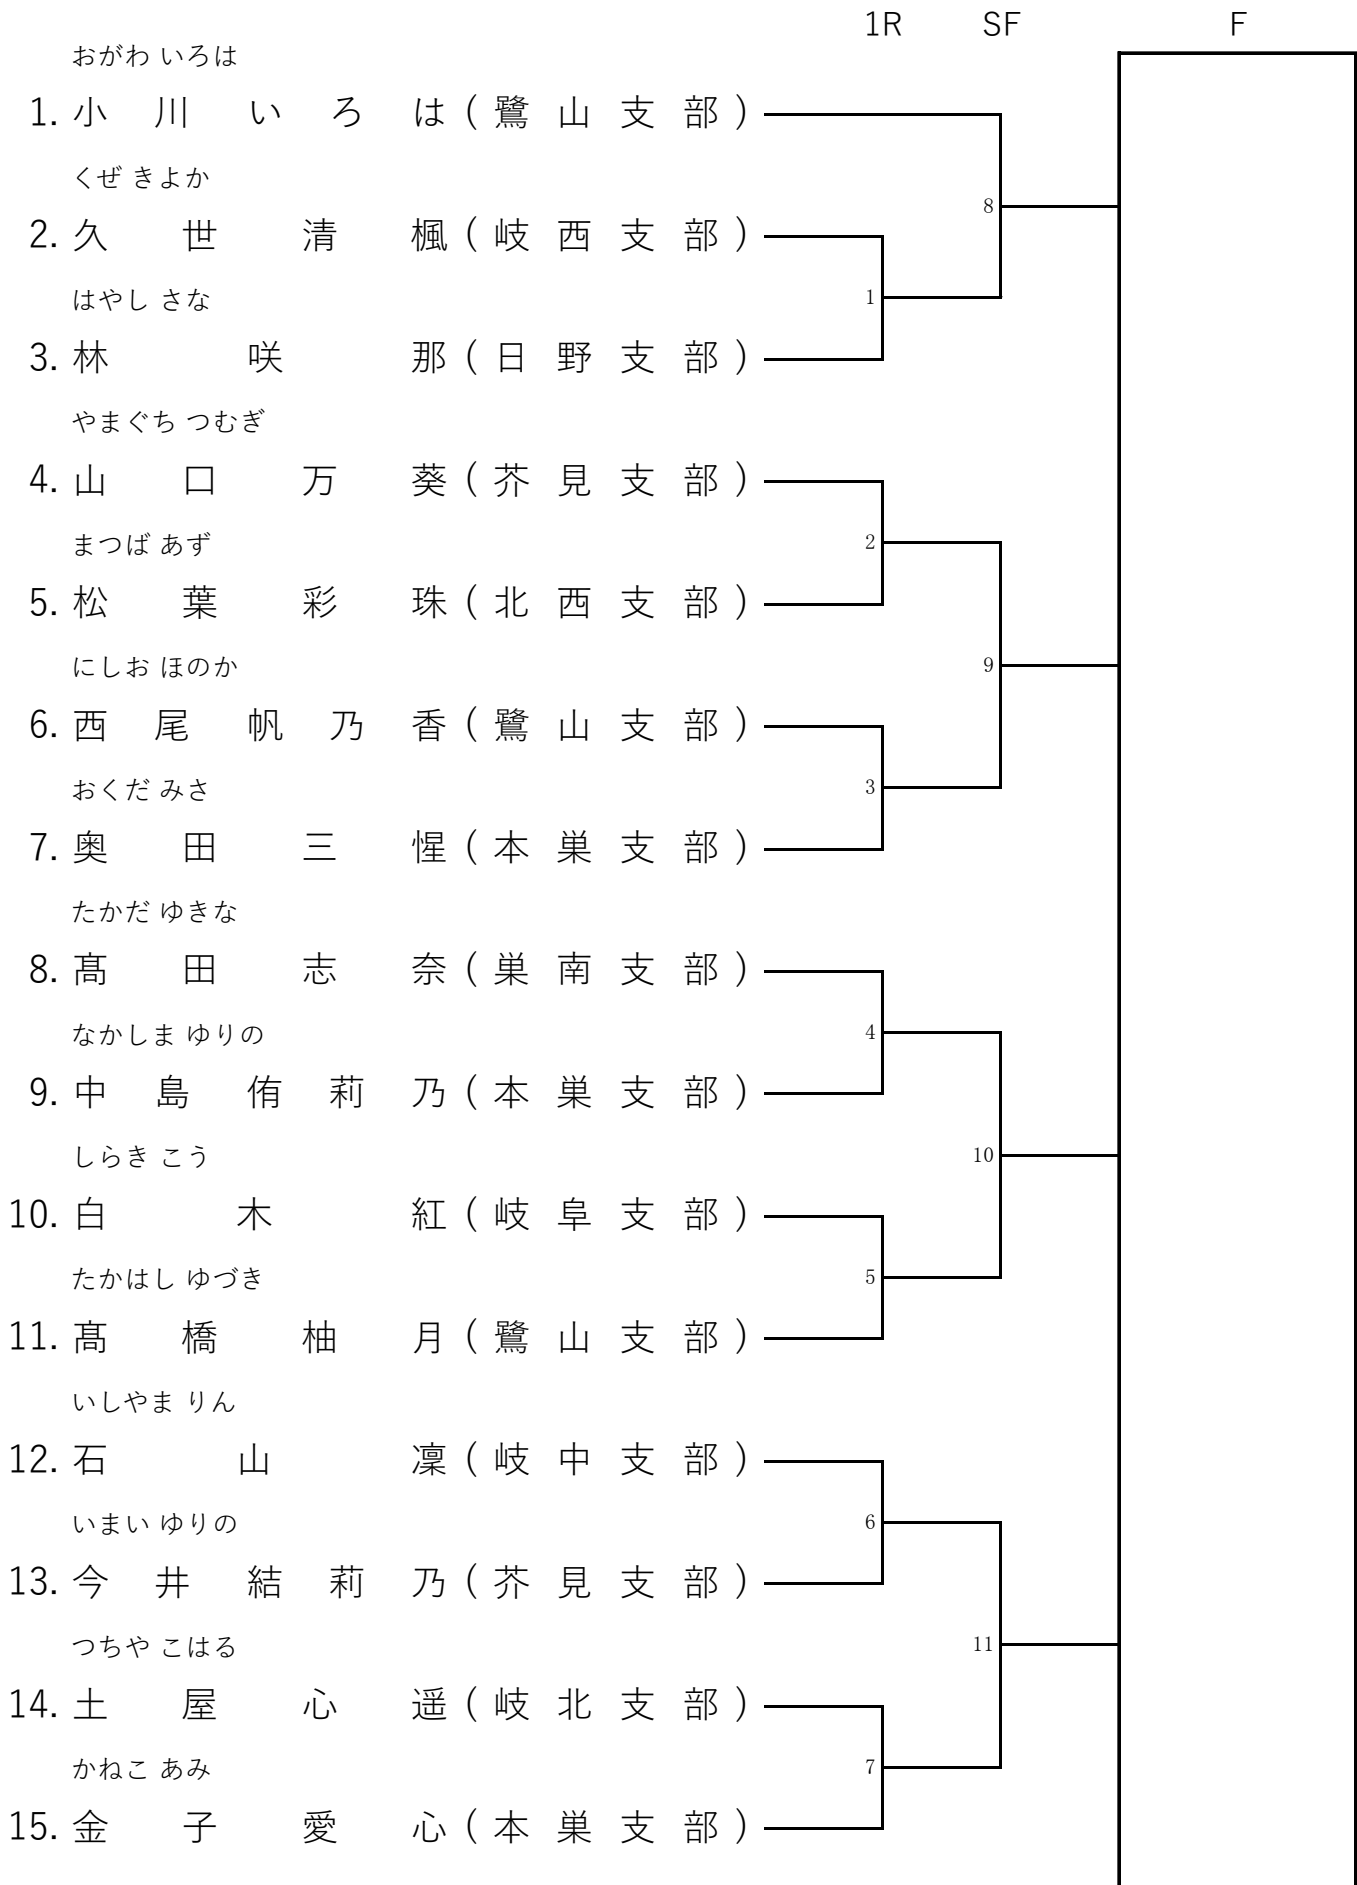 1R SF F
おがわ いろは
1. 小川いろは(鷺山支部)
くぜ きよか
8
2. 久世清楓(岐西支部)
はやし さな
1
3. 林咲那(日野支部)
やまぐち つむぎ
4. 山口万葵(芥見支部)
まつば あず
2
5. 松葉彩珠(北西支部)
にしお ほのか
9
6. 西尾帆乃香(鷺山支部)
おくだ みさ
3
7. 奥田三惺(本巣支部)
たかだ ゆきな
8. 髙田志奈(巣南支部)
なかしま ゆりの
4
9. 中島侑莉乃(本巣支部)
しらき こう
10
10. 白木紅(岐阜支部)
たかはし ゆづき
5
11. 髙橋柚月(鷺山支部)
いしやま りん
12. 石山凜(岐中支部)
いまい ゆりの
6
13. 今井結莉乃(芥見支部)
つちや こはる
11
14. 土屋心遥(岐北支部)
かねこ あみ
7
15. 金子愛心(本巣支部)